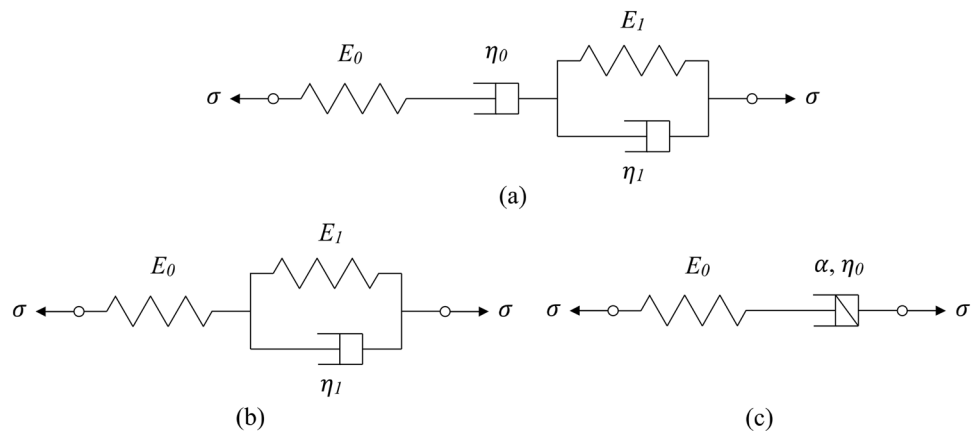 E₁
E₀ η₀
σ σ
η₁
(a)
E₁
E₀ E₀ α, η₀
σ σ σ σ
η₁
(b) (c)